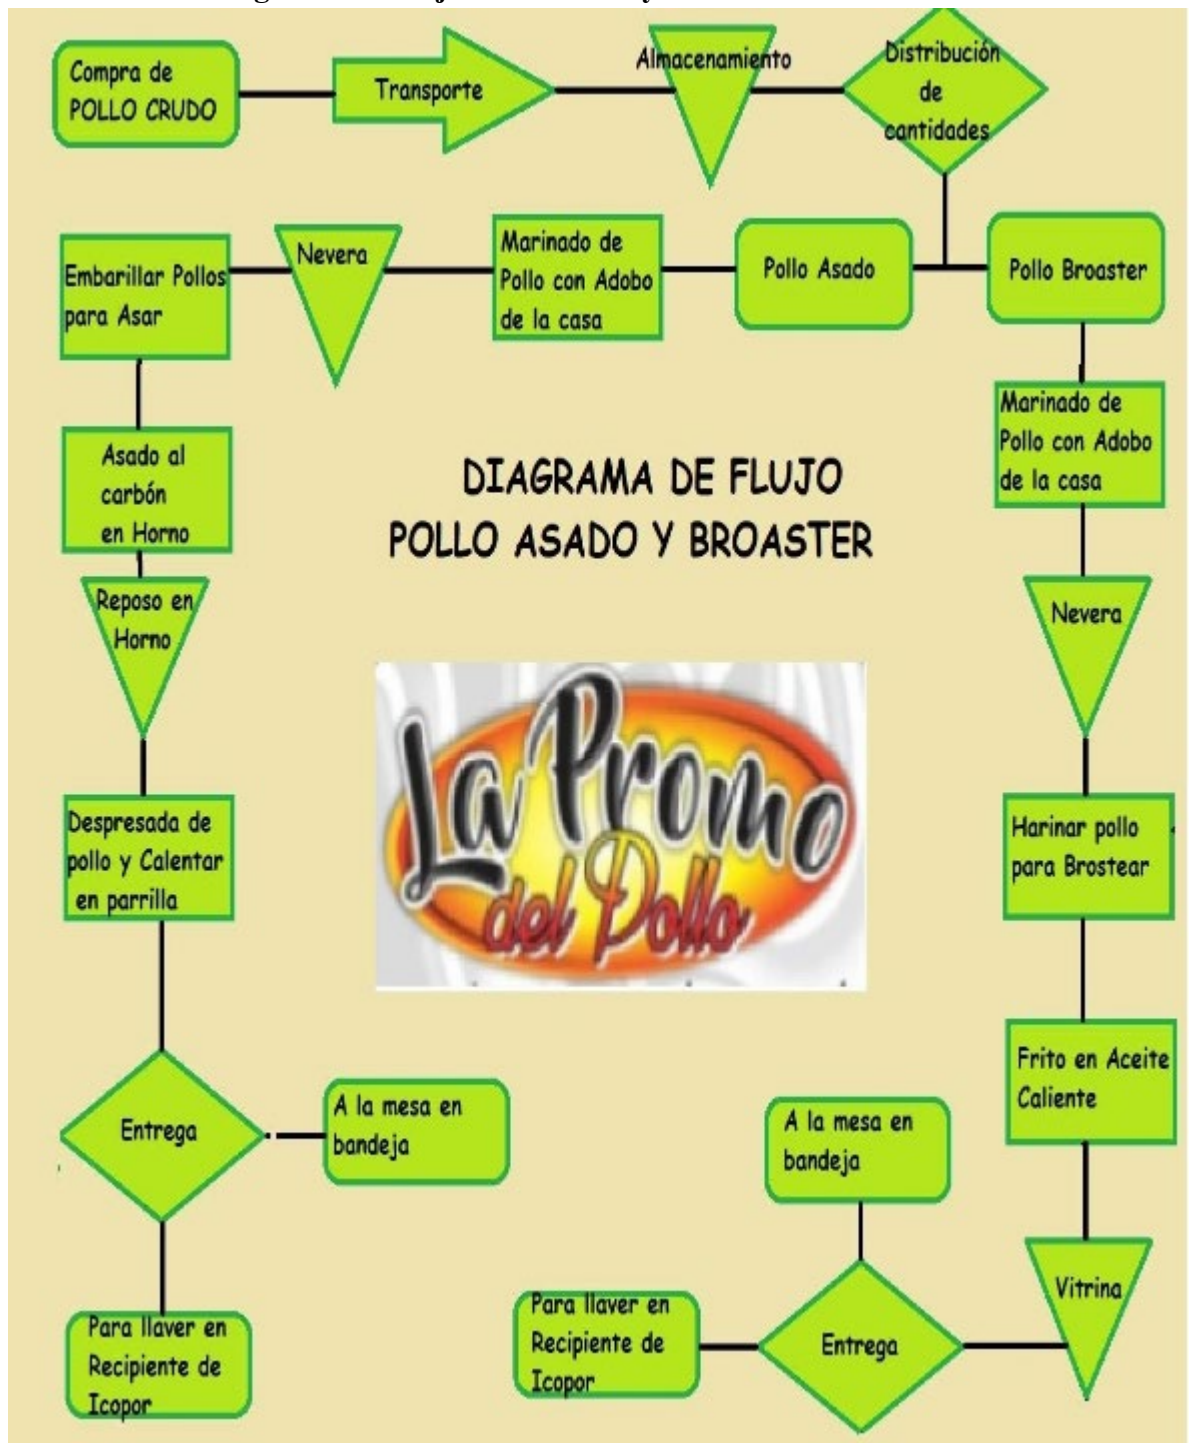 Compra de
POLLO CRUDO
Transporte
Almacenamiento
Distribución
de
cantidades
Embarillar Pollos
para Asar
Nevera
Marinado de
Pollo con Adobo
de la casa
Pollo Asado
Pollo Broaster
Asado al
carbón
en Horno
DIAGRAMA DE FLUJO
POLLO ASADO Y BROASTER
Marinado de
Pollo con Adobo
de la casa
Reposo en
Horno
Nevera
La Promo
del Pollo
Despresada de
pollo y Calentar
en parrilla
Harinar pollo
para Brostear
Frito en Aceite
Caliente
Entrega
A la mesa en
bandeja
A la mesa en
bandeja
Para llaver en
Recipiente de
Icopor
Para llaver en
Recipiente de
Icopor
Entrega
Vitrina